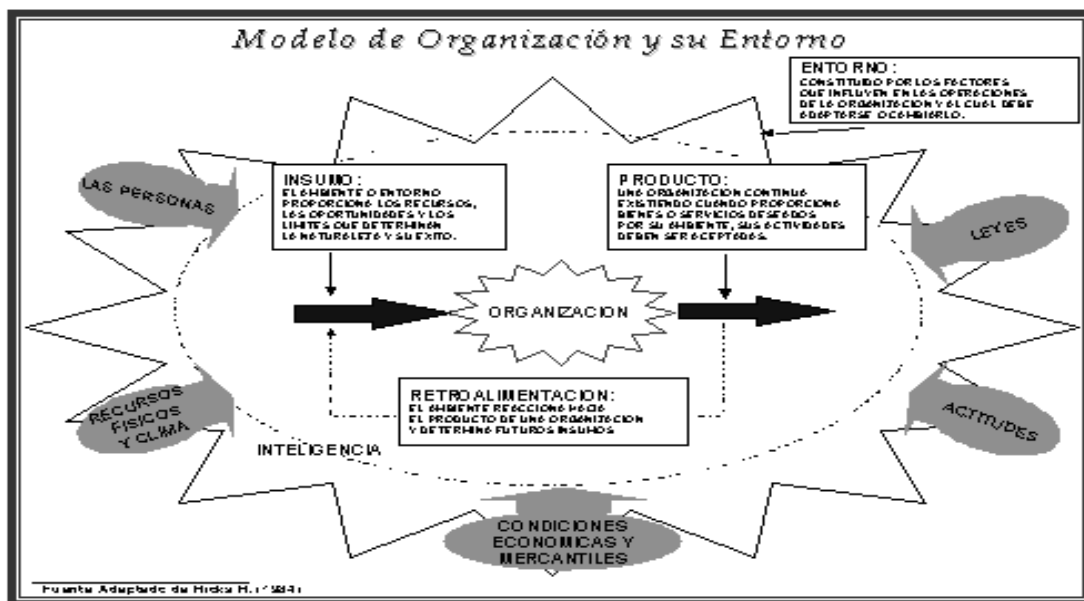 Modelo de Organización y su Entorno
ENTORNO:
CONSTITUIDO POR LOS FACTORES
QUE INFLUYEN EN LAS OPERACIONES
DE LA ORGANIZACION Y AL CUAL DEBE
ADAPTARSE O CAMBIARLO.
LAS PERSONAS
INSUMO:
EL AMBIENTE O ENTORNO
PROPORCIONA LOS RECURSOS,
LAS OPORTUNIDADES Y LOS
LIMITES QUE DETERMINAN
LA NATURALEZA Y SU EXITO.
PRODUCTO:
UNA ORGANIZACION CONTINUA
EXISTIENDO CUANDO PROPORCIONA
BIENES O SERVICIOS DESEADOS
POR SU AMBIENTE, SUS ACTIVIDADES
DEBEN SER ACEPTADAS.
LEYES
ORGANIZACION
RETROALIMENTACION:
EL AMBIENTE REACCIONA HACIA
EL PRODUCTO DE UNA ORGANIZACION
Y DETERMINA FUTUROS INSUMOS
RECURSOS
FISICOS
Y CLIMA
ACTITUDES
INTELIGENCIA
CONDICIONES
ECONOMICAS Y
MERCANTILES
Fuente Adaptado de Hicks H. (1984)